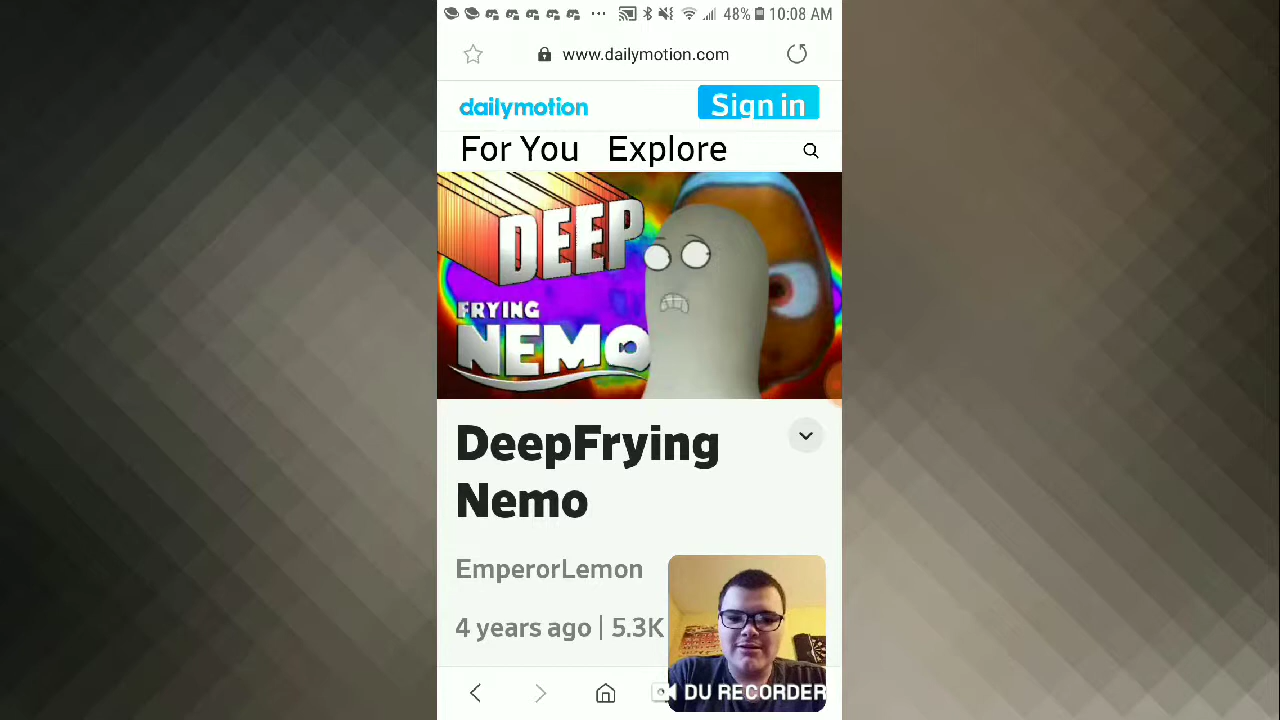 48% 10:08 AM
www.dailymotion.com
dailymotion
Sign in
For You Explore
DEEP
FRYING
NEMO
DeepFrying
Nemo
EmperorLemon
4 years ago | 5.3K
DU RECORDER